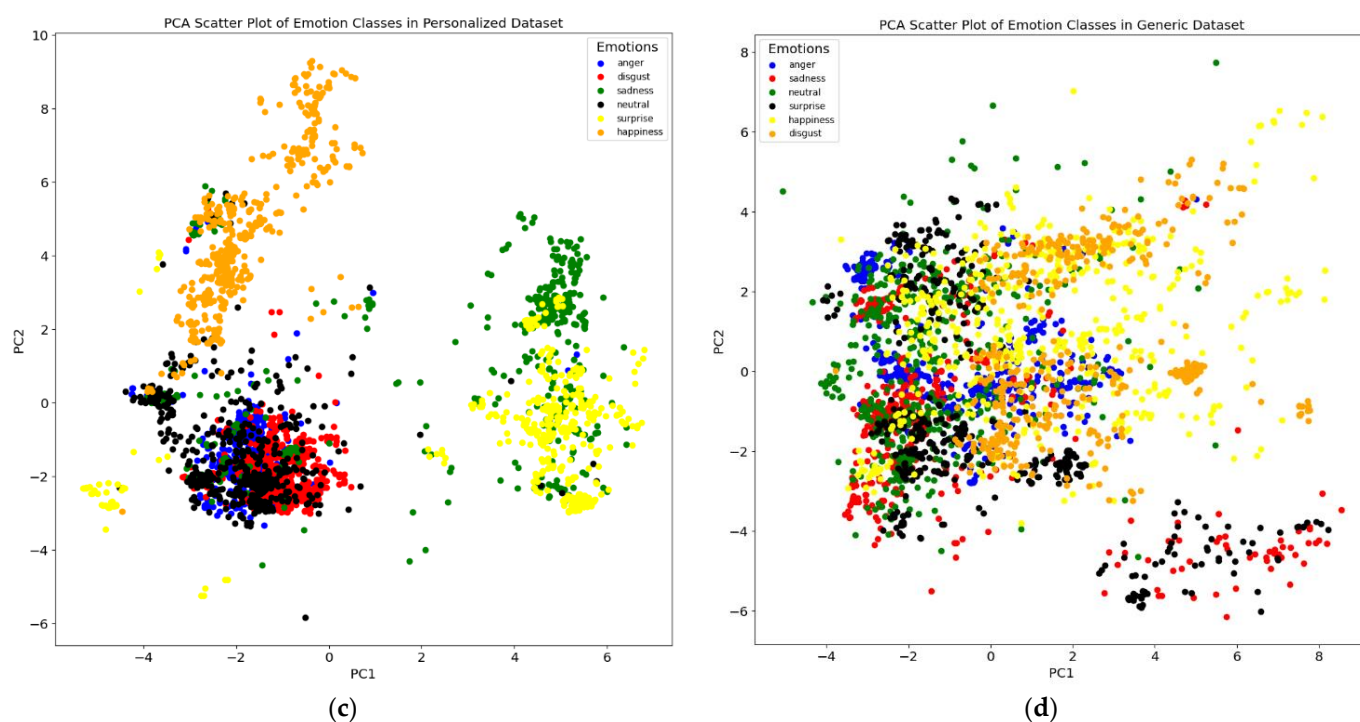 PCA Scatter Plot of Emotion Classes in Personalized Dataset
10
8
6
4
2
0
−2
−4
−6
PC2
Emotions
anger
disgust
sadness
neutral
surprise
happiness
−4
−2
0
2
4
6
PC1
(c)
PCA Scatter Plot of Emotion Classes in Generic Dataset
8
6
4
2
0
−2
−4
−6
PC2
Emotions
anger
sadness
neutral
surprise
happiness
disgust
−4
−2
0
2
4
6
8
PC1
(d)